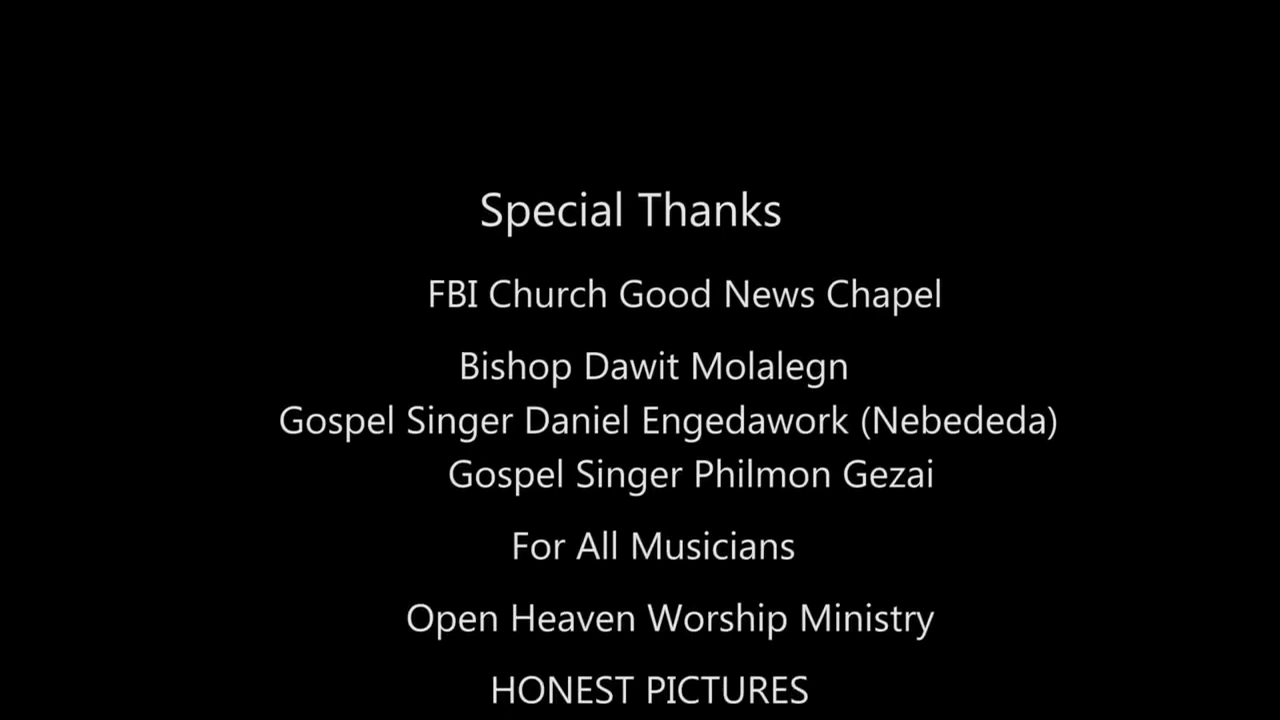 Special Thanks
FBI Church Good News Chapel
Bishop Dawit Molalegn
Gospel Singer Daniel Engedawork (Nebededa)
Gospel Singer Philmon Gezai
For All Musicians
Open Heaven Worship Ministry
HONEST PICTURES